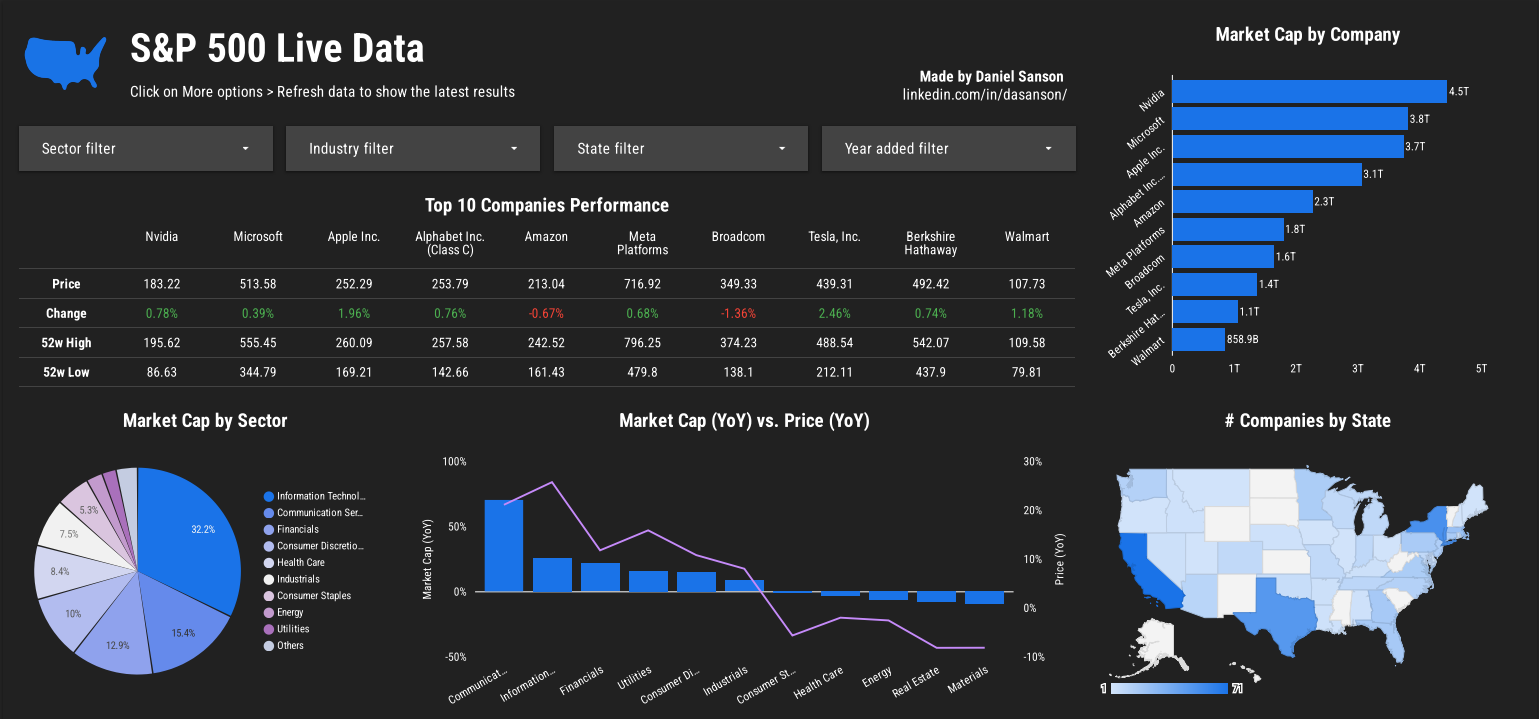 S&P 500 Live Data
Click on More options > Refresh data to show the latest results
Made by Daniel Sanson
linkedin.com/in/dasanson/
Sector filter
Industry filter
State filter
Year added filter
Top 10 Companies Performance
Nvidia Microsoft Apple Inc. Alphabet Inc. (Class C) Amazon Meta Platforms Broadcom Tesla, Inc. Berkshire Hathaway Walmart
Price 183.22 513.58 252.29 253.79 213.04 716.92 349.33 439.31 492.42 107.73
Change 0.78% 0.39% 1.96% 0.76% -0.67% 0.68% -1.36% 2.46% 0.74% 1.18%
52w High 195.62 555.45 260.09 257.58 242.52 796.25 374.23 488.54 542.07 109.58
52w Low 86.63 344.79 169.21 142.66 161.43 479.8 138.1 212.11 437.9 79.81
Market Cap by Company
Nvidia 4.5T
Microsoft 3.8T
Apple Inc. 3.7T
Alphabet Inc.... 3.1T
Amazon 2.3T
Meta Platforms 1.8T
Broadcom 1.6T
Tesla, Inc. 1.4T
Berkshire Hat... 1.1T
Walmart 858.9B
0 1T 2T 3T 4T 5T
Market Cap by Sector
32.2%
15.4%
12.9%
10%
8.4%
7.5%
5.3%
Information Technol...
Communication Ser...
Financials
Consumer Discretio...
Health Care
Industrials
Consumer Staples
Energy
Utilities
Others
Market Cap (YoY) vs. Price (YoY)
Market Cap (YoY)
100%
50%
0%
-50%
Price (YoY)
30%
20%
10%
0%
-10%
Communicat...
Information...
Financials
Utilities
Consumer Di...
Industrials
Consumer St...
Health Care
Energy
Real Estate
Materials
# Companies by State
1 71